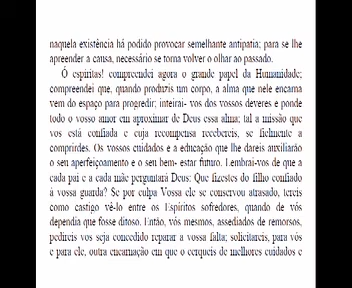 naquela existência há podido provocar semelhante antipatia; para se lhe
apreender a causa, necessário se torna volver o olhar ao passado.
Ó espíritas! compreendei agora o grande papel da Humanidade;
compreendei que, quando produzis um corpo, a alma que nele encarna
vem do espaço para progredir; inteirai- vos dos vossos deveres e ponde
todo o vosso amor em aproximar de Deus essa alma; tal a missão que
vos está confiada e cuja recompensa recebereis, se fielmente a
cumprirdes. Os vossos cuidados e a educação que lhe dareis auxiliarão
o seu aperfeiçoamento e o seu bem- estar futuro. Lembrai-vos de que a
cada pai e a cada mãe perguntará Deus: Que fizestes do filho confiado
à vossa guarda? Se por culpa Vossa ele se conservou atrasado, tereis
como castigo vê-lo entre os Espíritos sofredores, quando de vós
dependia que fosse ditoso. Então, vós mesmos, assediados de remorsos,
pedireis vos seja concedido reparar a vossa falta; solicitareis, para vós
e para ele, outra encarnação em que o cerqueis de melhores cuidados e